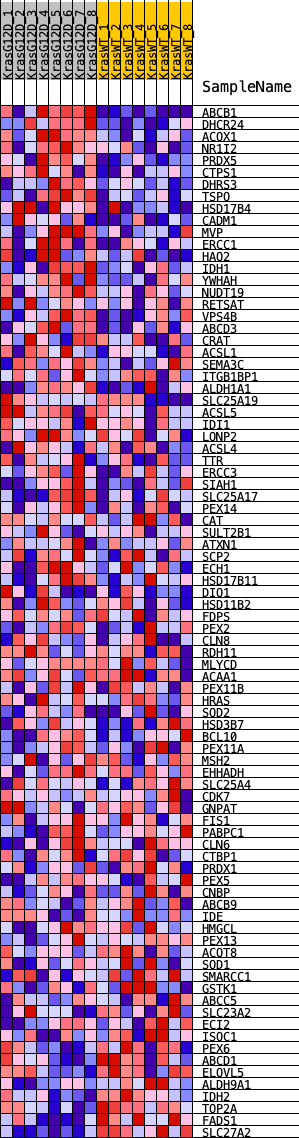 KrasG12D_1
KrasG12D_2
KrasG12D_3
KrasG12D_4
KrasG12D_5
KrasG12D_6
KrasG12D_7
KrasG12D_8
KrasWT_1
KrasWT_2
KrasWT_3
KrasWT_4
KrasWT_5
KrasWT_6
KrasWT_7
KrasWT_8
SampleName
ABCB1
DHCR24
ACOX1
NR1I2
PRDX5
CTPS1
DHRS3
TSPO
HSD17B4
CADM1
MVP
ERCC1
HAO2
IDH1
YWHAH
NUDT19
RETSAT
VPS4B
ABCD3
CRAT
ACSL1
SEMA3C
ITGB1BP1
ALDH1A1
SLC25A19
ACSL5
IDI1
LONP2
ACSL4
TTR
ERCC3
SIAH1
SLC25A17
PEX14
CAT
SULT2B1
ATXN1
SCP2
ECH1
HSD17B11
DIO1
HSD11B2
FDPS
PEX2
CLN8
RDH11
MLYCD
ACAA1
PEX11B
HRAS
SOD2
HSD3B7
BCL10
PEX11A
MSH2
EHHADH
SLC25A4
CDK7
GNPAT
FIS1
PABPC1
CLN6
CTBP1
PRDX1
PEX5
CNBP
ABCB9
IDE
HMGCL
PEX13
ACOT8
SOD1
SMARCC1
GSTK1
ABCC5
SLC23A2
ECI2
ISOC1
PEX6
ABCD1
ELOVL5
ALDH9A1
IDH2
TOP2A
FADS1
SLC27A2